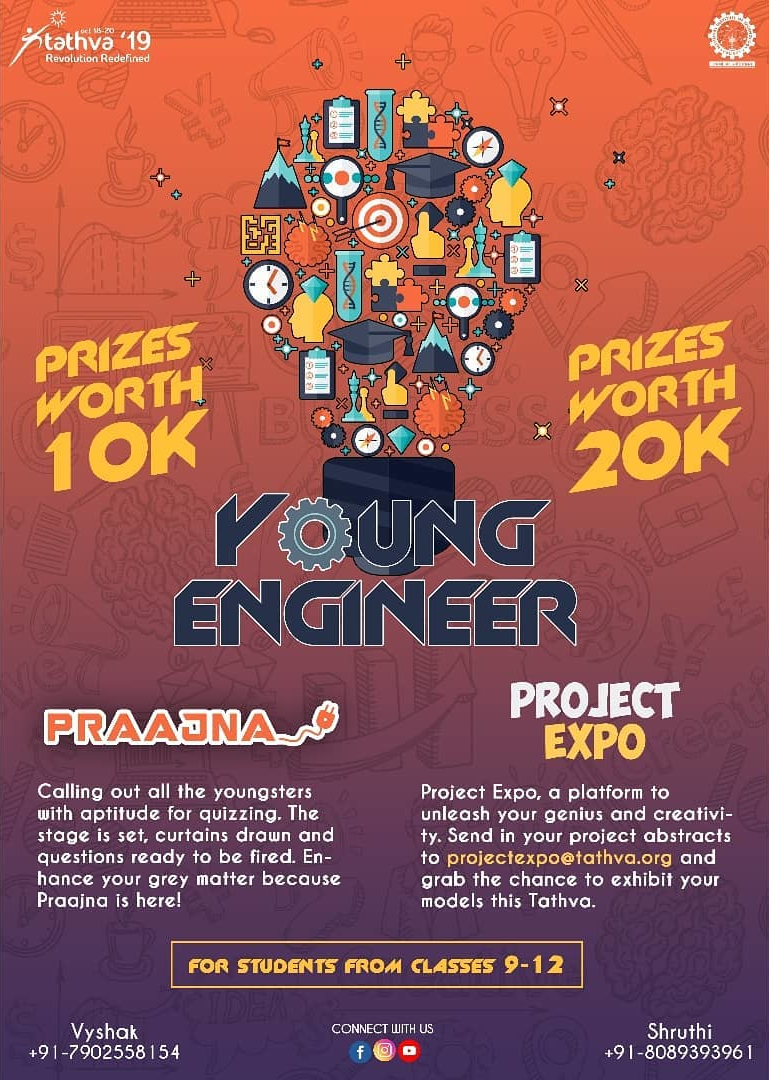 oct 18-20
tathva '19
Revolution Redefined
PRIZES
WORTH
10K
PRIZES
WORTH
20K
YOUNG
ENGINEER
PRAAJNA
Calling out all the youngsters
with aptitude for quizzing. The
stage is set, curtains drawn and
questions ready to be fired. En-
hance your grey matter because
Praajna is here!
PROJECT
EXPO
Project Expo, a platform to
unleash your genius and creativi-
ty. Send in your project abstracts
to projectexpo@tathva.org and
grab the chance to exhibit your
models this Tathva.
FOR STUDENTS FROM CLASSES 9-12
Vyshak
+91-7902558154
CONNECT WITH US
Shruthi
+91-8089393961